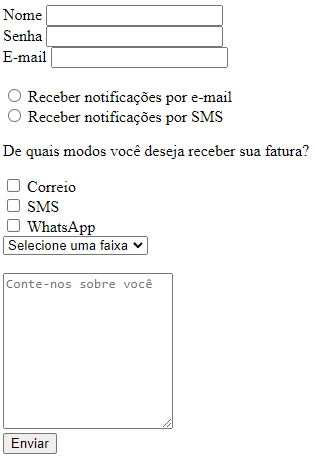 Nome
Senha
E-mail
Receber notificações por e-mail
Receber notificações por SMS
De quais modos você deseja receber sua fatura?
Correio
SMS
WhatsApp
Selecione uma faixa
Conte-nos sobre você
Enviar